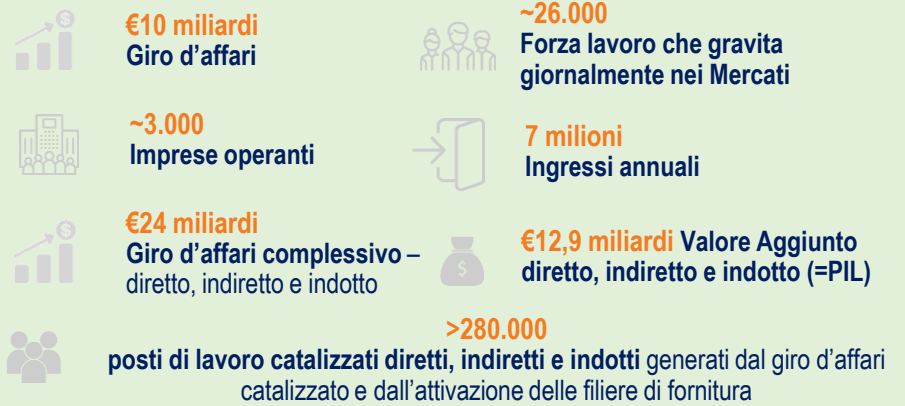 €10 miliardi
Giro d’affari
~26.000
Forza lavoro che gravita
giornalmente nei Mercati
~3.000
Imprese operanti
7 milioni
Ingressi annuali
€24 miliardi
Giro d’affari complessivo –
diretto, indiretto e indotto
€12,9 miliardi Valore Aggiunto
diretto, indiretto e indotto (=PIL)
>280.000
posti di lavoro catalizzati diretti, indiretti e indotti generati dal giro d’affari
catalizzato e dall’attivazione delle filiere di fornitura